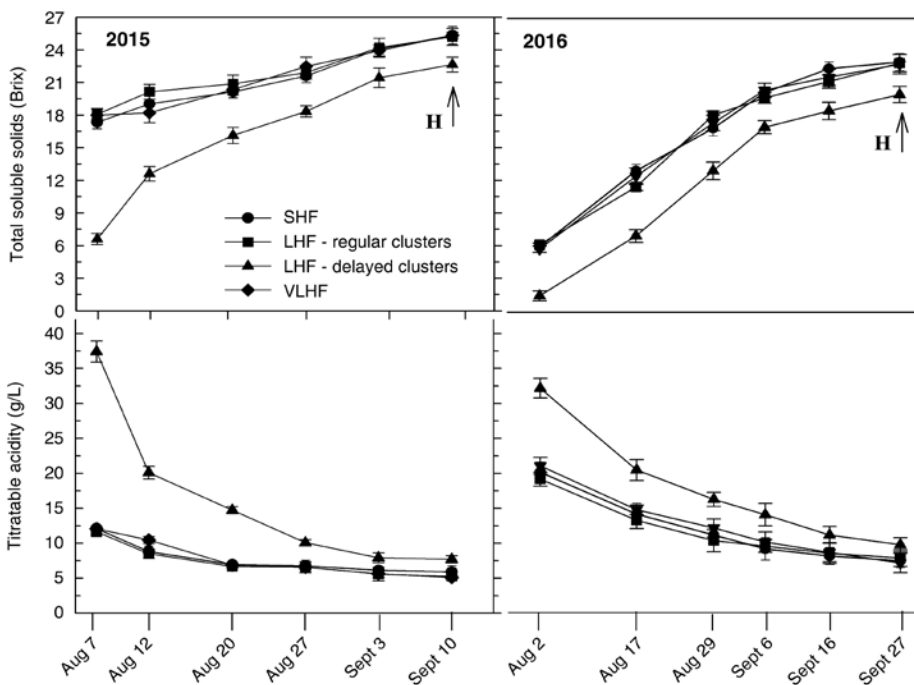 Total soluble solids (Brix)
27
24
21
18
15
12
9
6
3
0
2015
H
SHF
LHF - regular clusters
LHF - delayed clusters
VLHF
2016
H
Titratable acidity (g/L)
40
35
30
25
20
15
10
5
0
Aug 7
Aug 12
Aug 20
Aug 27
Sept 3
Sept 10
Aug 2
Aug 17
Aug 29
Sept 6
Sept 16
Sept 27